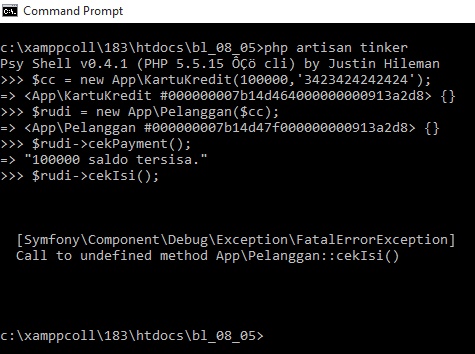 Command Prompt
c:\xamppcoll\183\htdocs\bl_08_05>php artisan tinker
Psy Shell v0.4.1 (PHP 5.5.15 ÔÇö cli) by Justin Hileman
>>> $cc = new App\KartuKredit(100000,'3423424242424');
=> <App\KartuKredit #000000007b14d464000000000913a2d8> {}
>>> $rudi = new App\Pelanggan($cc);
=> <App\Pelanggan #000000007b14d47f000000000913a2d8> {}
>>> $rudi->cekPayment();
=> "100000 saldo tersisa."
>>> $rudi->cekIsi();
[Symfony\Component\Debug\Exception\FatalErrorException]
Call to undefined method App\Pelanggan::cekIsi()
c:\xamppcoll\183\htdocs\bl_08_05>